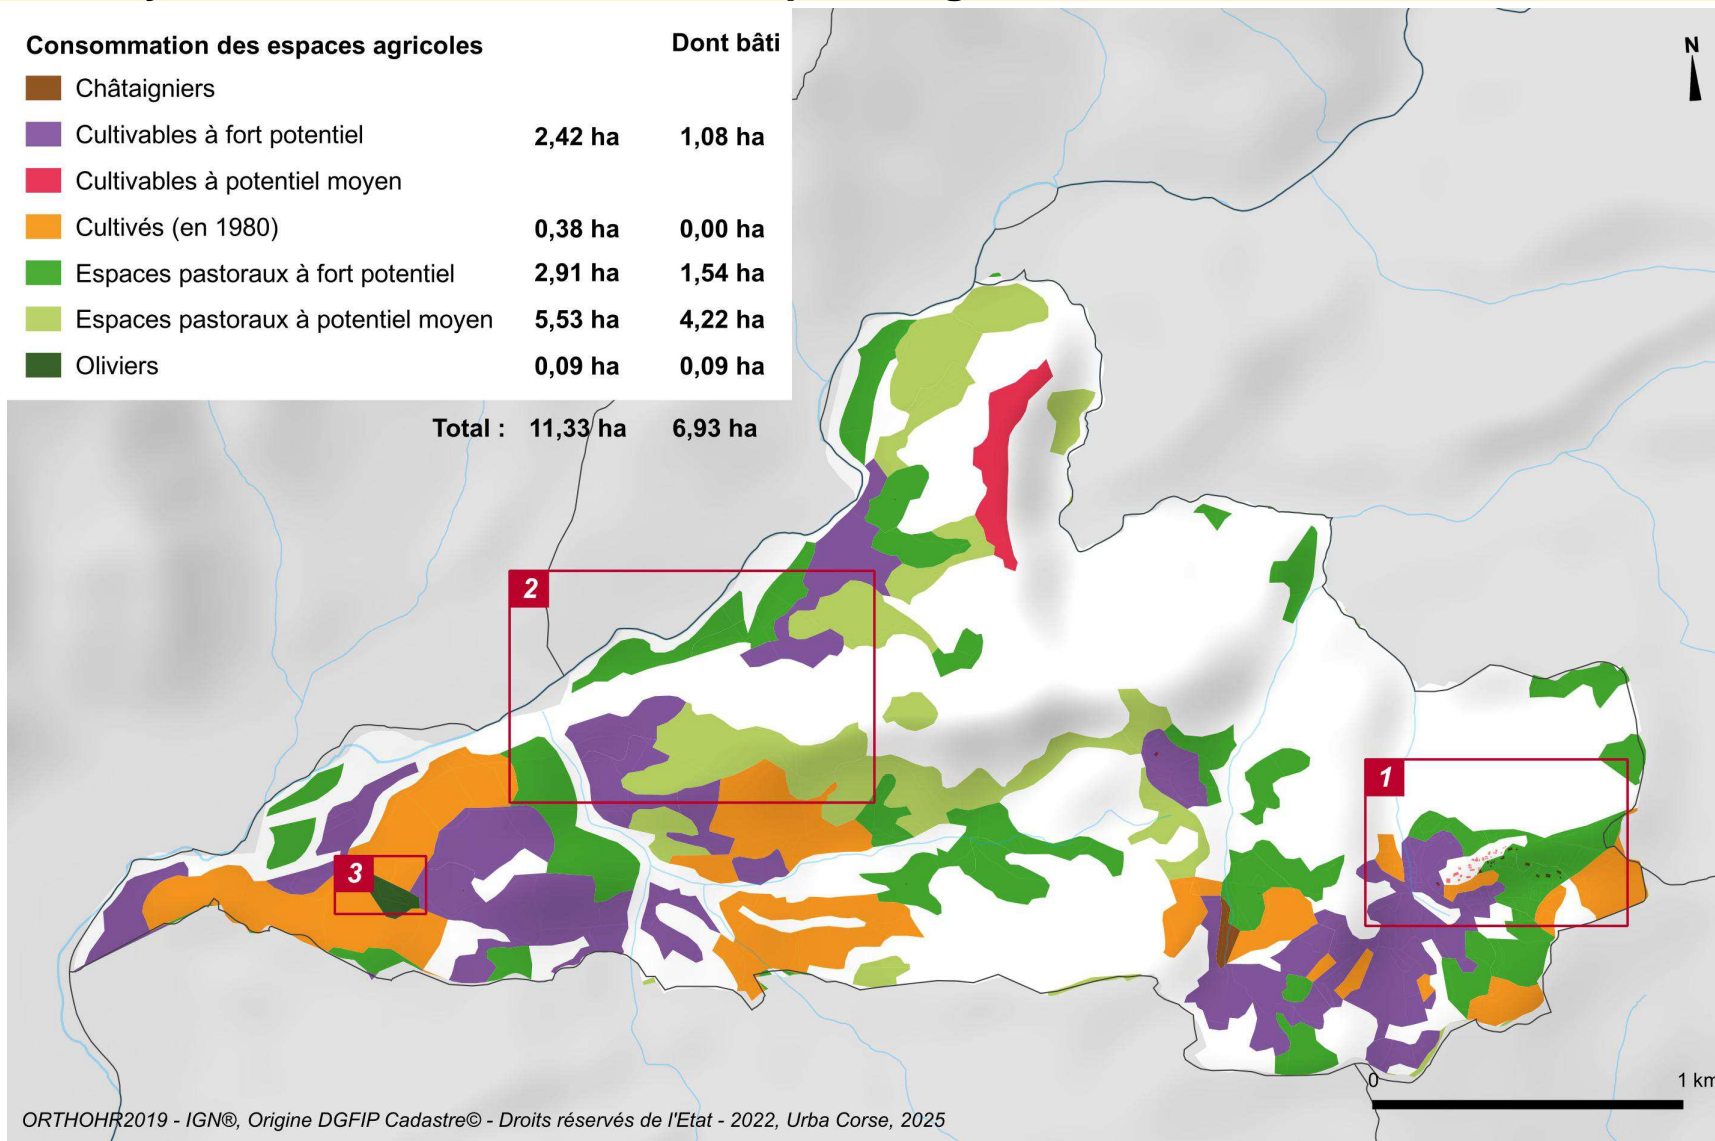 Consommation des espaces agricoles Dont bâti
Châtaigniers
Cultivables à fort potentiel 2,42 ha 1,08 ha
Cultivables à potentiel moyen
Cultivés (en 1980) 0,38 ha 0,00 ha
Espaces pastoraux à fort potentiel 2,91 ha 1,54 ha
Espaces pastoraux à potentiel moyen 5,53 ha 4,22 ha
Oliviers 0,09 ha 0,09 ha
Total : 11,33 ha 6,93 ha
N
2
1
3
0 1 km
ORTHOHR2019 - IGN®, Origine DGFIP Cadastre© - Droits réservés de l'Etat - 2022, Urba Corse, 2025